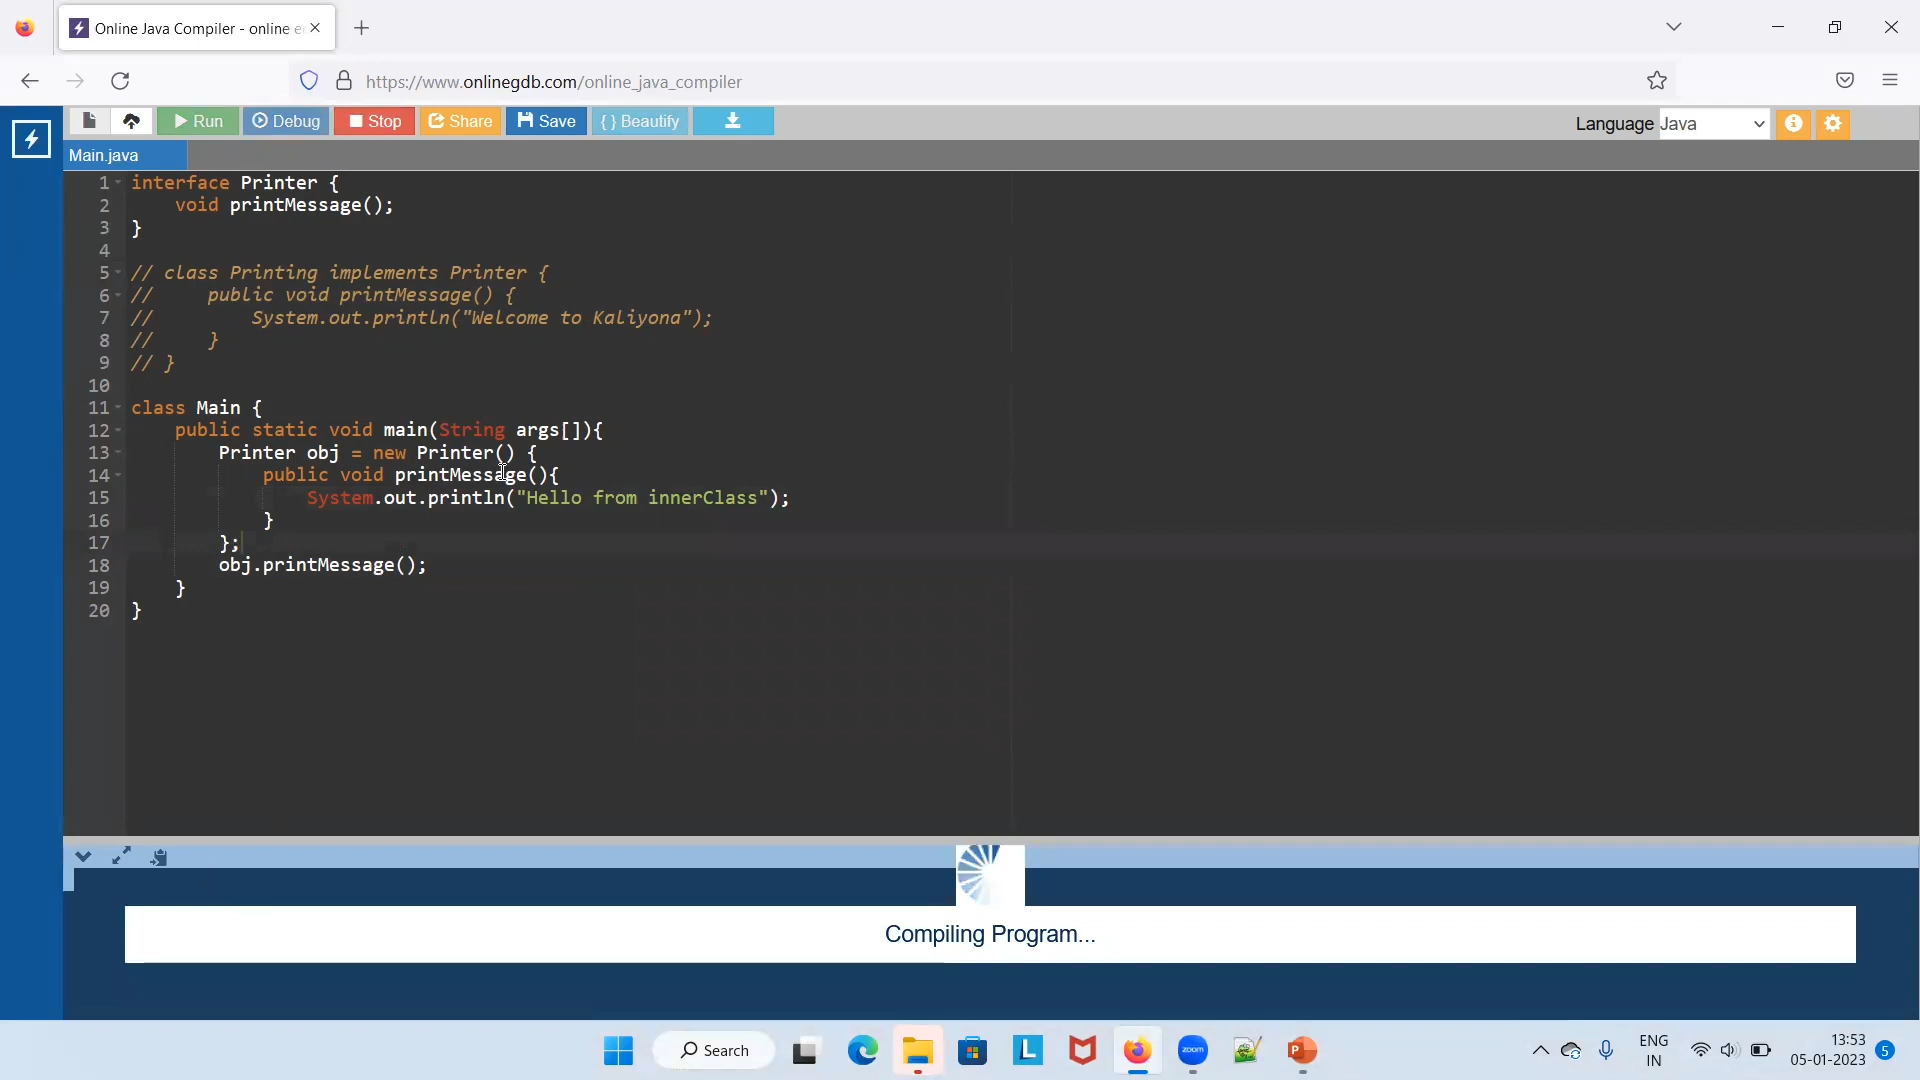 Online Java Compiler - online e
https://www.onlinegdb.com/online_java_compiler
Run Debug Stop Share Save { } Beautify Language Java
Main.java
1 interface Printer {
2 void printMessage();
3 }
4
5 // class Printing implements Printer {
6 // public void printMessage() {
7 // System.out.println("Welcome to Kaliyona");
8 // }
9 // }
10
11 class Main {
12 public static void main(String args[]){
13 Printer obj = new Printer() {
14 public void printMessage(){
15 System.out.println("Hello from innerClass");
16 }
17 };
18 obj.printMessage();
19 }
20 }
Compiling Program...
Search
ENG
IN
13:53
05-01-2023
5